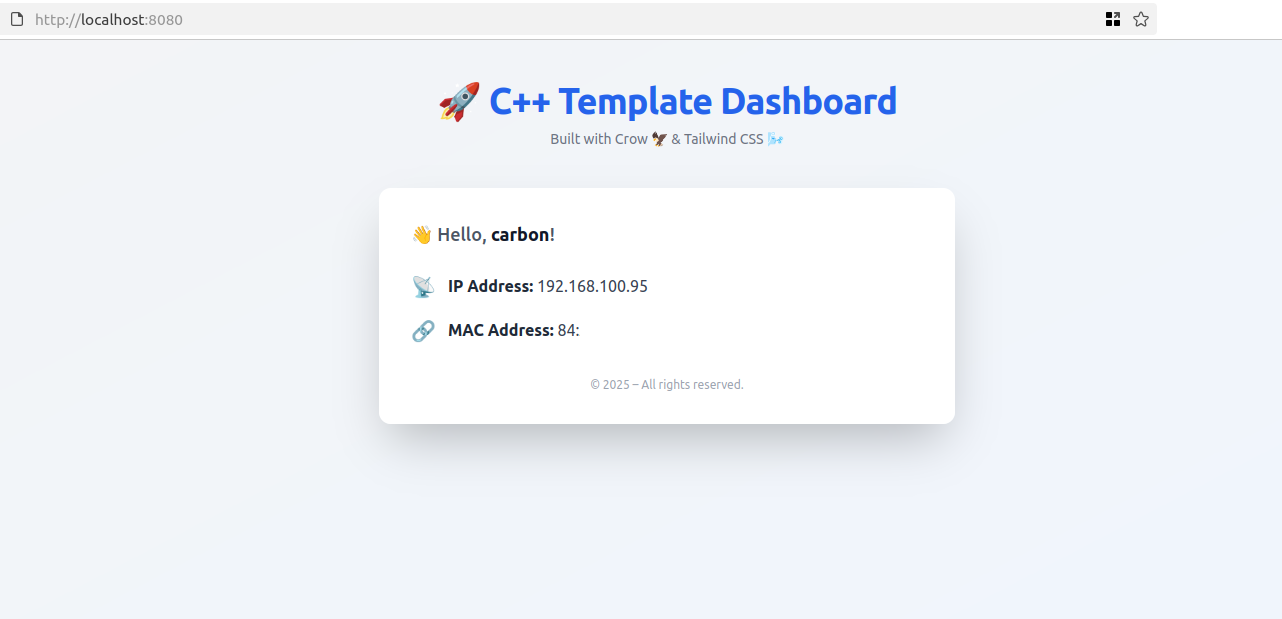 http://localhost:8080
🚀 C++ Template Dashboard
Built with Crow 🦅 & Tailwind CSS 🌬️
👋 Hello, carbon!
📡 IP Address: 192.168.100.95
🔗 MAC Address: 84:
© 2025 – All rights reserved.